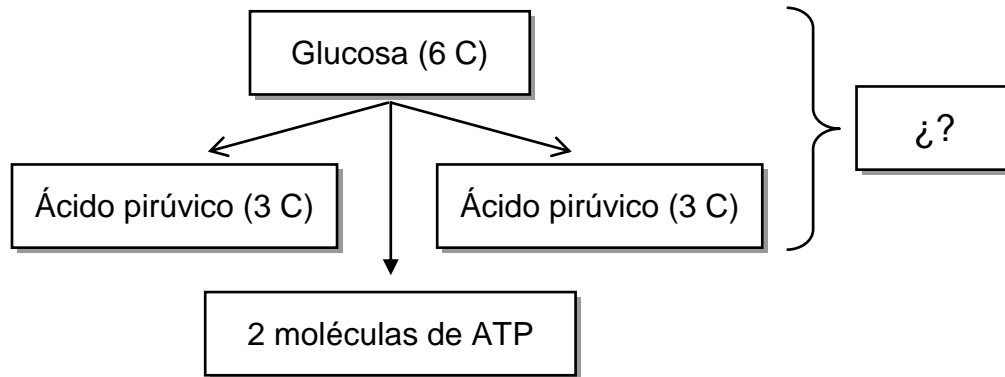 Glucosa (6 C)
¿?
Ácido pirúvico (3 C)
Ácido pirúvico (3 C)
2 moléculas de ATP